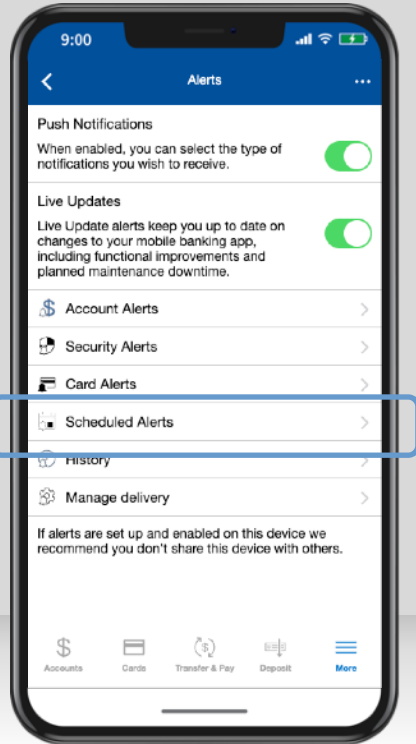 9:00
Alerts
Push Notifications
When enabled, you can select the type of
notifications you wish to receive.
Live Updates
Live Update alerts keep you up to date on
changes to your mobile banking app,
including functional improvements and
planned maintenance downtime.
Account Alerts
Security Alerts
Card Alerts
Scheduled Alerts
History
Manage delivery
If alerts are set up and enabled on this device we
recommend you don't share this device with others.
Accounts Cards Transfer & Pay Deposit More